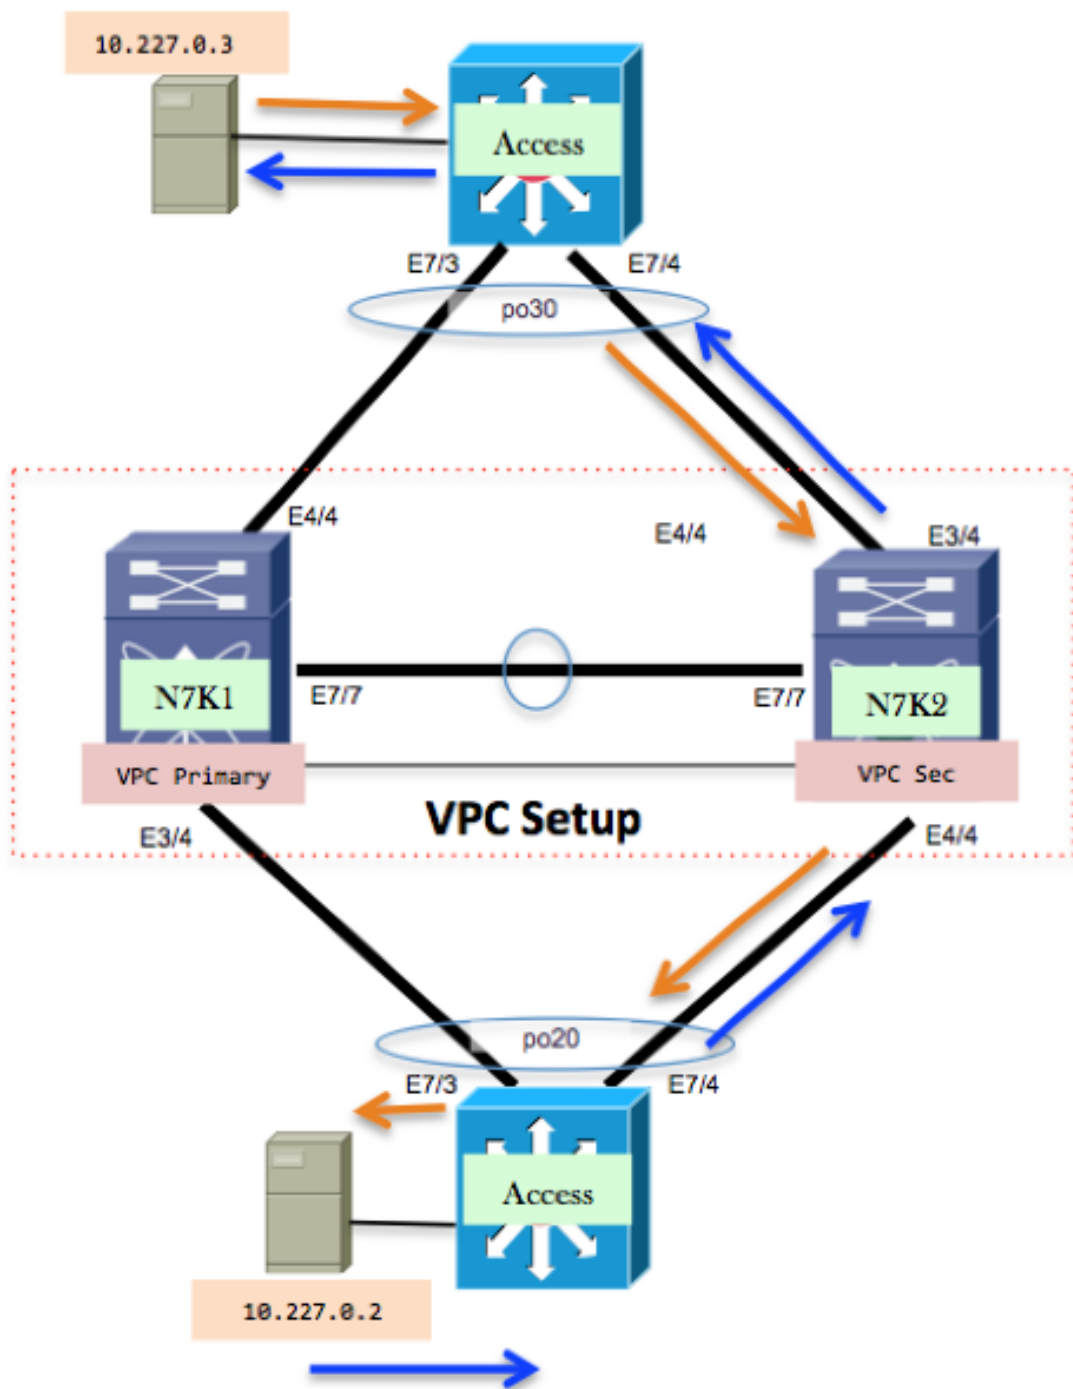 10.227.0.3
Access
E7/3
E7/4
po30
E4/4
E4/4
E3/4
N7K1
E7/7
E7/7
N7K2
VPC Primary
VPC Sec
VPC Setup
E3/4
E4/4
po20
E7/3
E7/4
Access
10.227.0.2